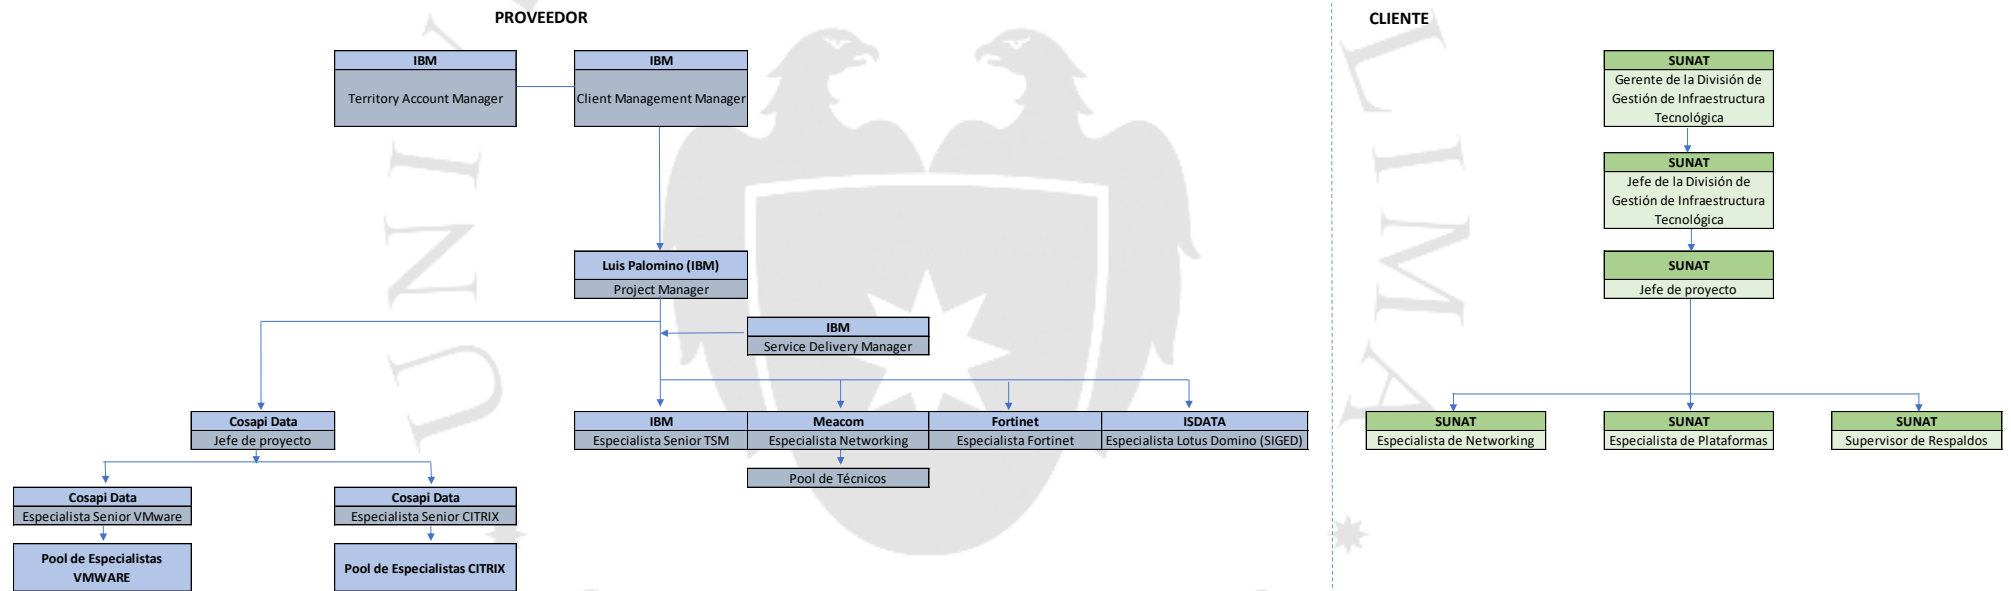 PROVEEDOR
CLIENTE
IBM
Territory Account Manager
IBM
Client Management Manager
SUNAT
Gerente de la División de
Gestión de Infraestructura
Tecnológica
SUNAT
Jefe de la División de
Gestión de Infraestructura
Tecnológica
Luis Palomino (IBM)
Project Manager
SUNAT
Jefe de proyecto
IBM
Service Delivery Manager
Cosapi Data
Jefe de proyecto
IBM
Especialista Senior TSM
Meacom
Especialista Networking
Fortinet
Especialista Fortinet
ISDATA
Especialista Lotus Domino (SIGED)
SUNAT
Especialista de Networking
SUNAT
Especialista de Plataformas
SUNAT
Supervisor de Respaldos
Pool de Técnicos
Cosapi Data
Especialista Senior VMware
Cosapi Data
Especialista Senior CITRIX
Pool de Especialistas
VMWARE
Pool de Especialistas CITRIX
UNIV
LIMA